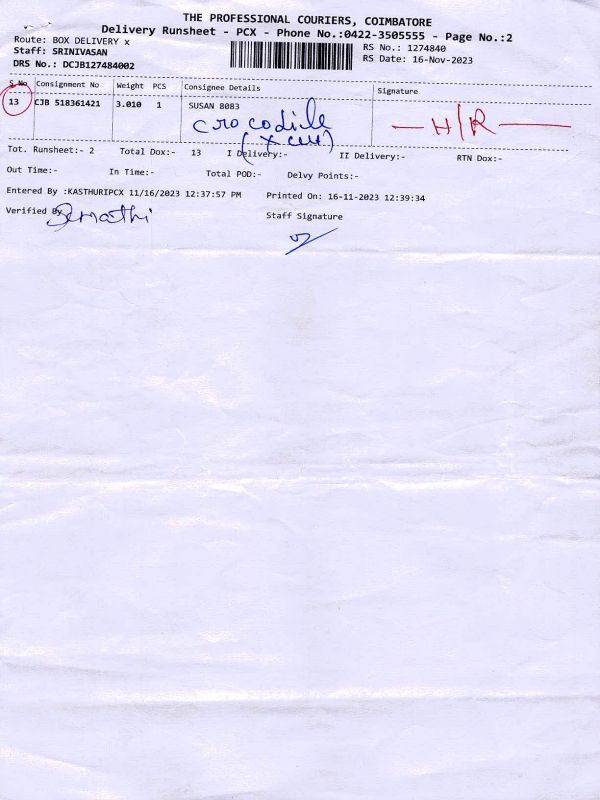 THE PROFESSIONAL COURIERS, COIMBATORE
Delivery Runsheet - PCX - Phone No.:0422-3505555 - Page No.:2
Route: BOX DELIVERY x
RS No.: 1274840
Staff: SRINIVASAN
RS Date: 16-Nov-2023
DRS No.: DCJB127484002
S No Consignment No Weight PCS Consignee Details Signature
13 CJB 518361421 3.010 1 SUSAN 8083
crocodile
H/R
Tot. Runsheet:- 2 Total Dox:- 13 I Delivery:- II Delivery:- RTN Dox:-
Out Time:- In Time:- Total POD:- Delvy Points:-
Entered By :KASTHURIPCX 11/16/2023 12:37:57 PM Printed On: 16-11-2023 12:39:34
Verified By
Staff Signature